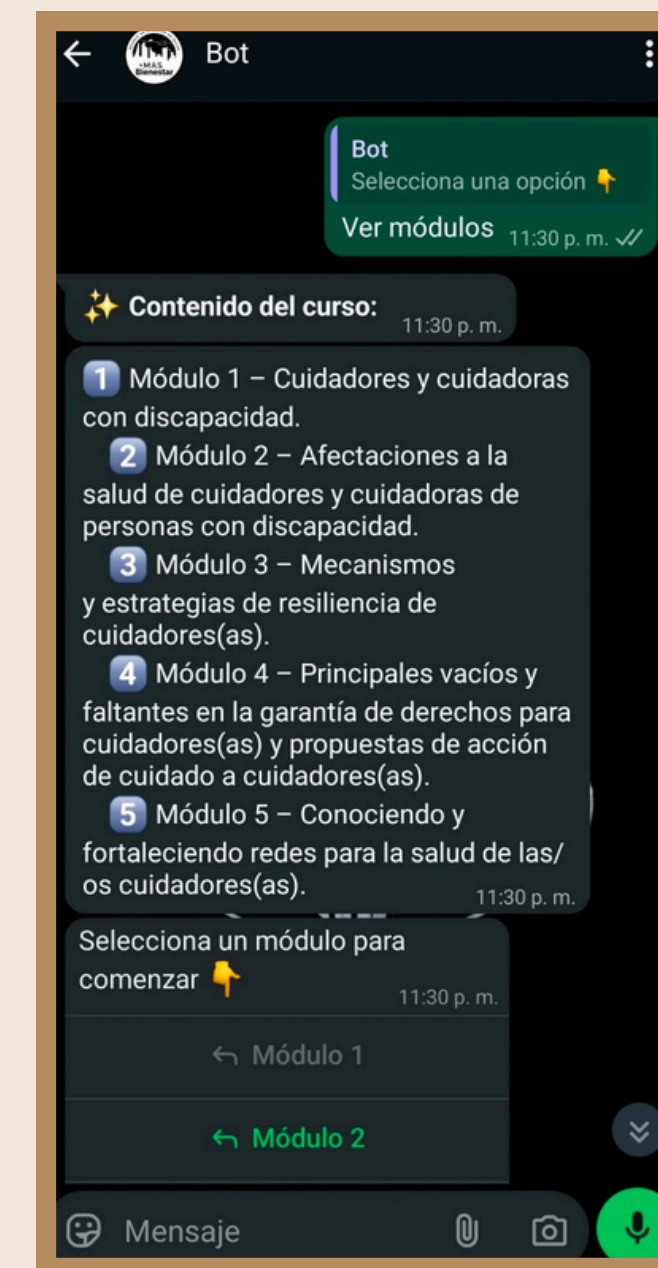 Bot
+MÁS
Bienestar
Bot
Selecciona una opción 👇
Ver módulos 11:30 p. m.
✨ Contenido del curso:
11:30 p. m.
1️⃣ Módulo 1 – Cuidadores y cuidadoras
con discapacidad.
2️⃣ Módulo 2 – Afectaciones a la
salud de cuidadores y cuidadoras de
personas con discapacidad.
3️⃣ Módulo 3 – Mecanismos
y estrategias de resiliencia de
cuidadores(as).
4️⃣ Módulo 4 – Principales vacíos y
faltantes en la garantía de derechos para
cuidadores(as) y propuestas de acción
de cuidado a cuidadores(as).
5️⃣ Módulo 5 – Conociendo y
fortaleciendo redes para la salud de las/
os cuidadores(as).
11:30 p. m.
Selecciona un módulo para
comenzar 👇
11:30 p. m.
Módulo 1
Módulo 2
Mensaje